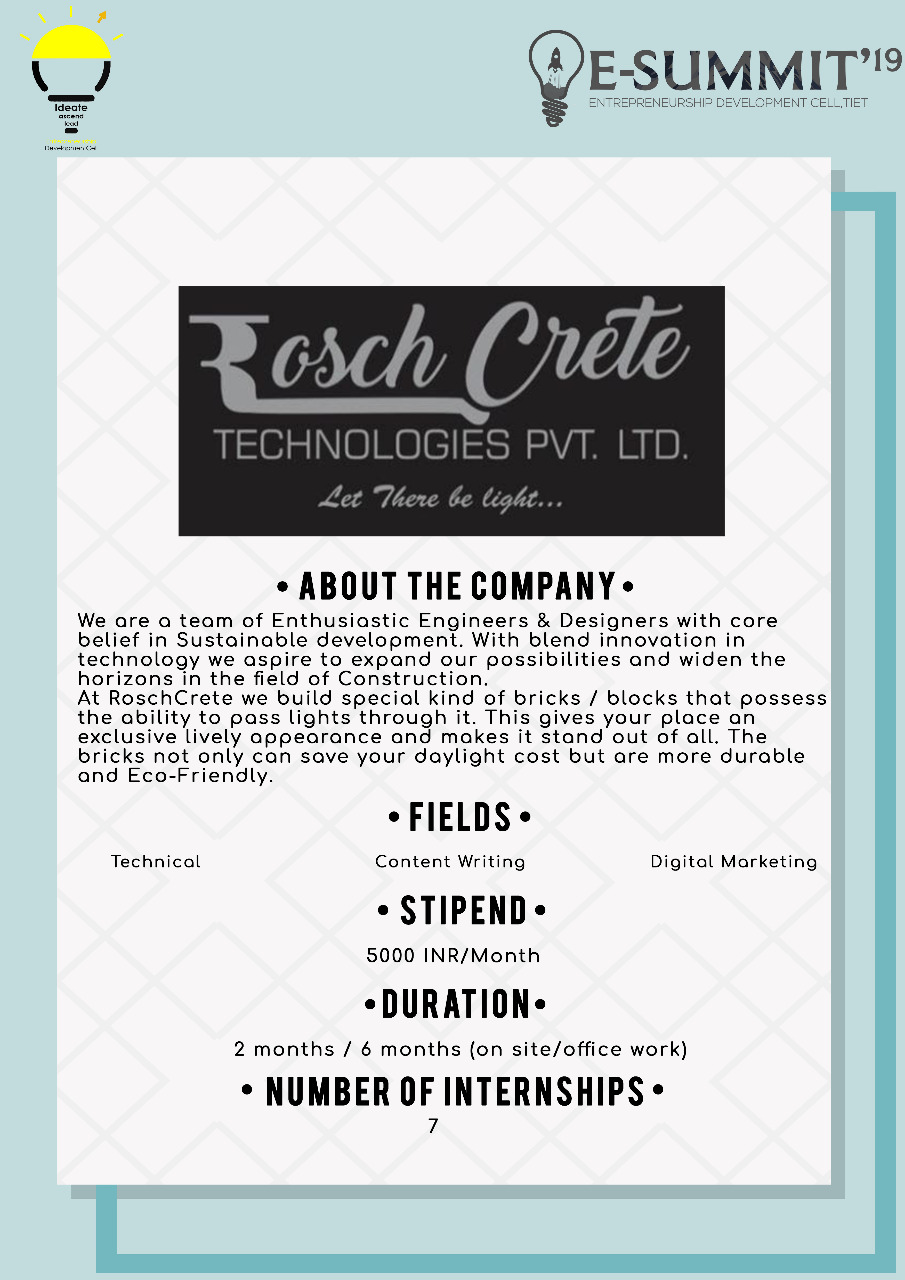 Ideate
ascend
lead
Developmen Cell
E-SUMMIT'19
ENTREPRENEURSHIP DEVELOPMENT CELL,TIET
Rosch Crete
TECHNOLOGIES PVT. LTD.
Let There be light...
• ABOUT THE COMPANY •
We are a team of Enthusiastic Engineers & Designers with core
belief in Sustainable development. With blend innovation in
technology we aspire to expand our possibilities and widen the
horizons in the field of Construction.
At RoschCrete we build special kind of bricks / blocks that possess
the ability to pass lights through it. This gives your place an
exclusive lively appearance and makes it stand out of all. The
bricks not only can save your daylight cost but are more durable
and Eco-Friendly.
• FIELDS •
Technical Content Writing Digital Marketing
• STIPEND •
5000 INR/Month
• DURATION •
2 months / 6 months (on site/office work)
• NUMBER OF INTERNSHIPS •
7